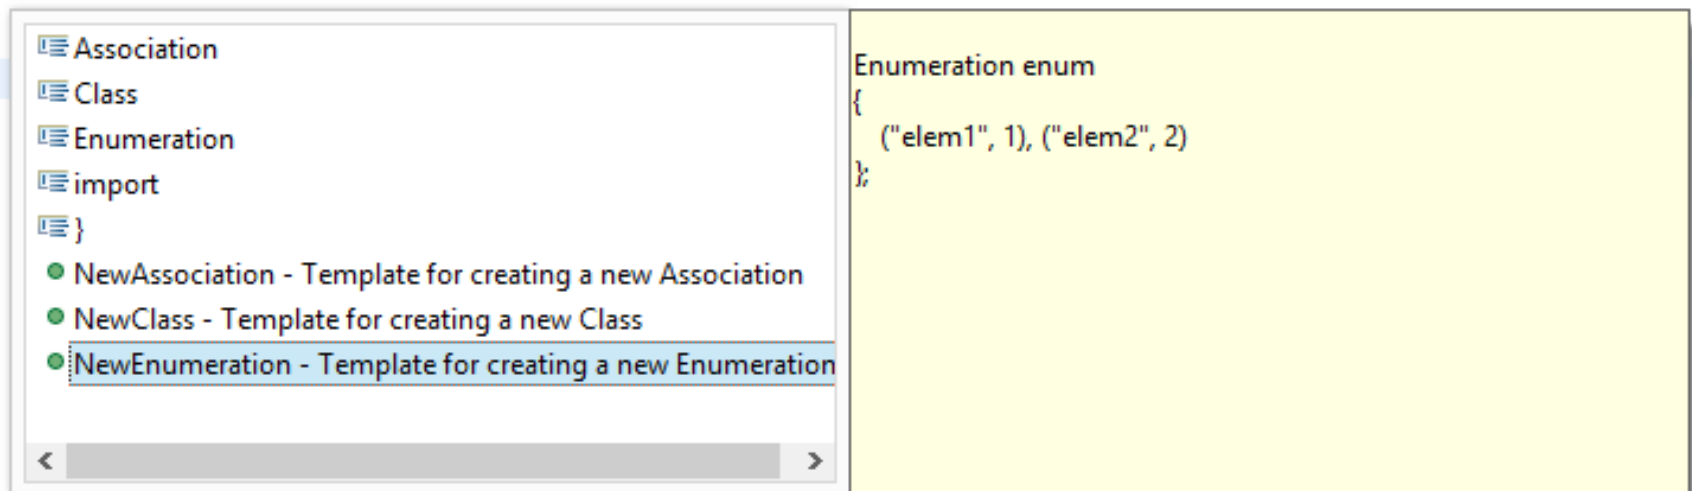 Association
Class
Enumeration
import
}
NewAssociation - Template for creating a new Association
NewClass - Template for creating a new Class
NewEnumeration - Template for creating a new Enumeration
Enumeration enum
{
("elem1", 1), ("elem2", 2)
};